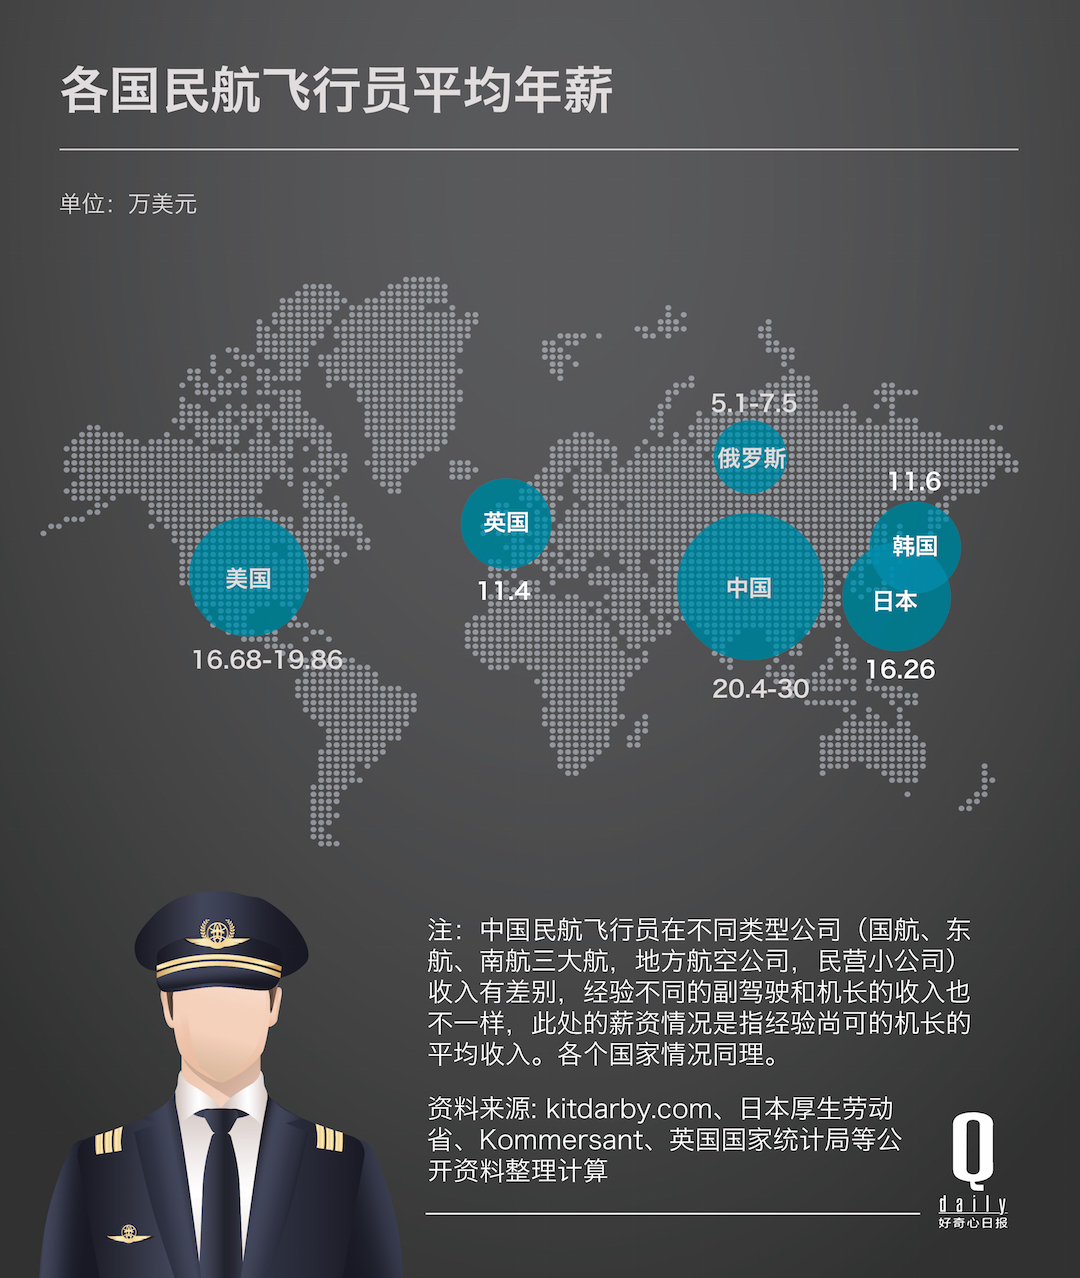 各国民航飞行员平均年薪
单位：万美元
5.1-7.5
俄罗斯
11.6
英国
韩国
美国
中国
11.4
日本
16.68-19.86
16.26
20.4-30
注：中国民航飞行员在不同类型公司（国航、东
航、南航三大航，地方航空公司，民营小公司）
收入有差别，经验不同的副驾驶和机长的收入也
不一样，此处的薪资情况是指经验尚可的机长的
平均收入。各个国家情况同理。
资料来源: kitdarby.com、日本厚生劳动
省、Kommersant、英国国家统计局等公
开资料整理计算
Q
daily
好奇心日报